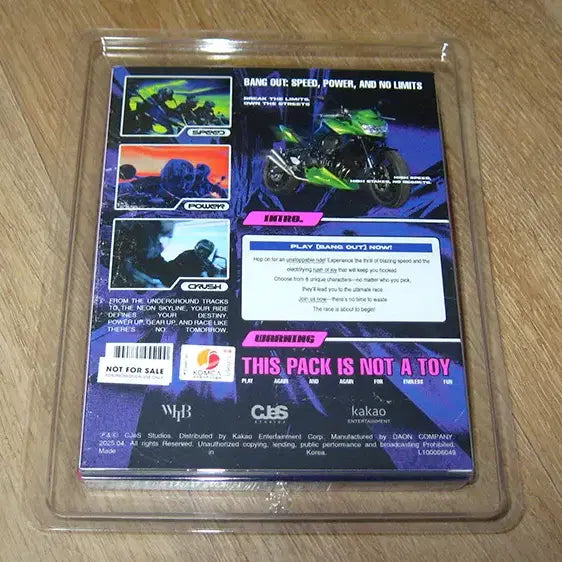 BANG OUT: SPEED, POWER, AND NO LIMITS
BREAK THE LIMITS,
OWN THE STREETS
SPEED
HIGH SPEED,
HIGH STAKES, NO REGRETS.
POWER
INTRO.
PLAY [BANG OUT] NOW!
Hop on for an unstoppable ride! Experience the thrill of blazing speed and the
electrifying rush of joy that will keep you hooked
Choose from 6 unique characters—no matter who you pick,
they'll lead you to the ultimate race.
Join us now—there's no time to waste
The race is about to begin!
CRUSH
FROM THE UNDERGROUND TRACKS
TO THE NEON SKYLINE, YOUR RIDE
DEFINES YOUR DESTINY.
POWER UP, GEAR UP, AND RACE LIKE
THERE'S NO TOMORROW.
WARNING
THIS PACK IS NOT A TOY
PLAY AGAIN AND AGAIN FOR ENDLESS FUN
NOT FOR SALE
KOMCA
CJeS
STUDIOS
kakao
ENTERTAINMENT
℗ & © CJeS Studios. Distributed by Kakao Entertainment Corp. Manufactured by DAON COMPANY
2025.04. All rights Reserved. Unauthorized copying, lending, public performance and broadcasting Prohibited.
Made in Korea. L100006049